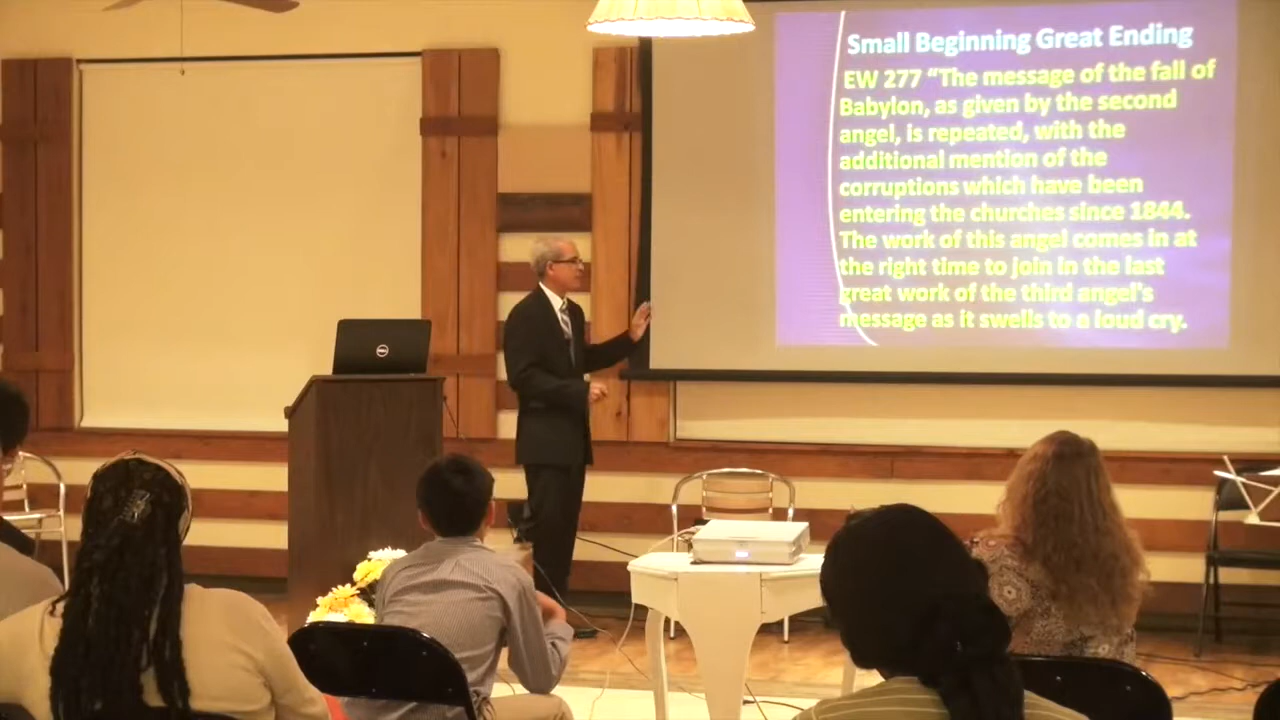 Small Beginning Great Ending
EW 277 “The message of the fall of
Babylon, as given by the second
angel, is repeated, with the
additional mention of the
corruptions which have been
entering the churches since 1844.
The work of this angel comes in at
the right time to join in the last
great work of the third angel's
message as it swells to a loud cry.
DELL